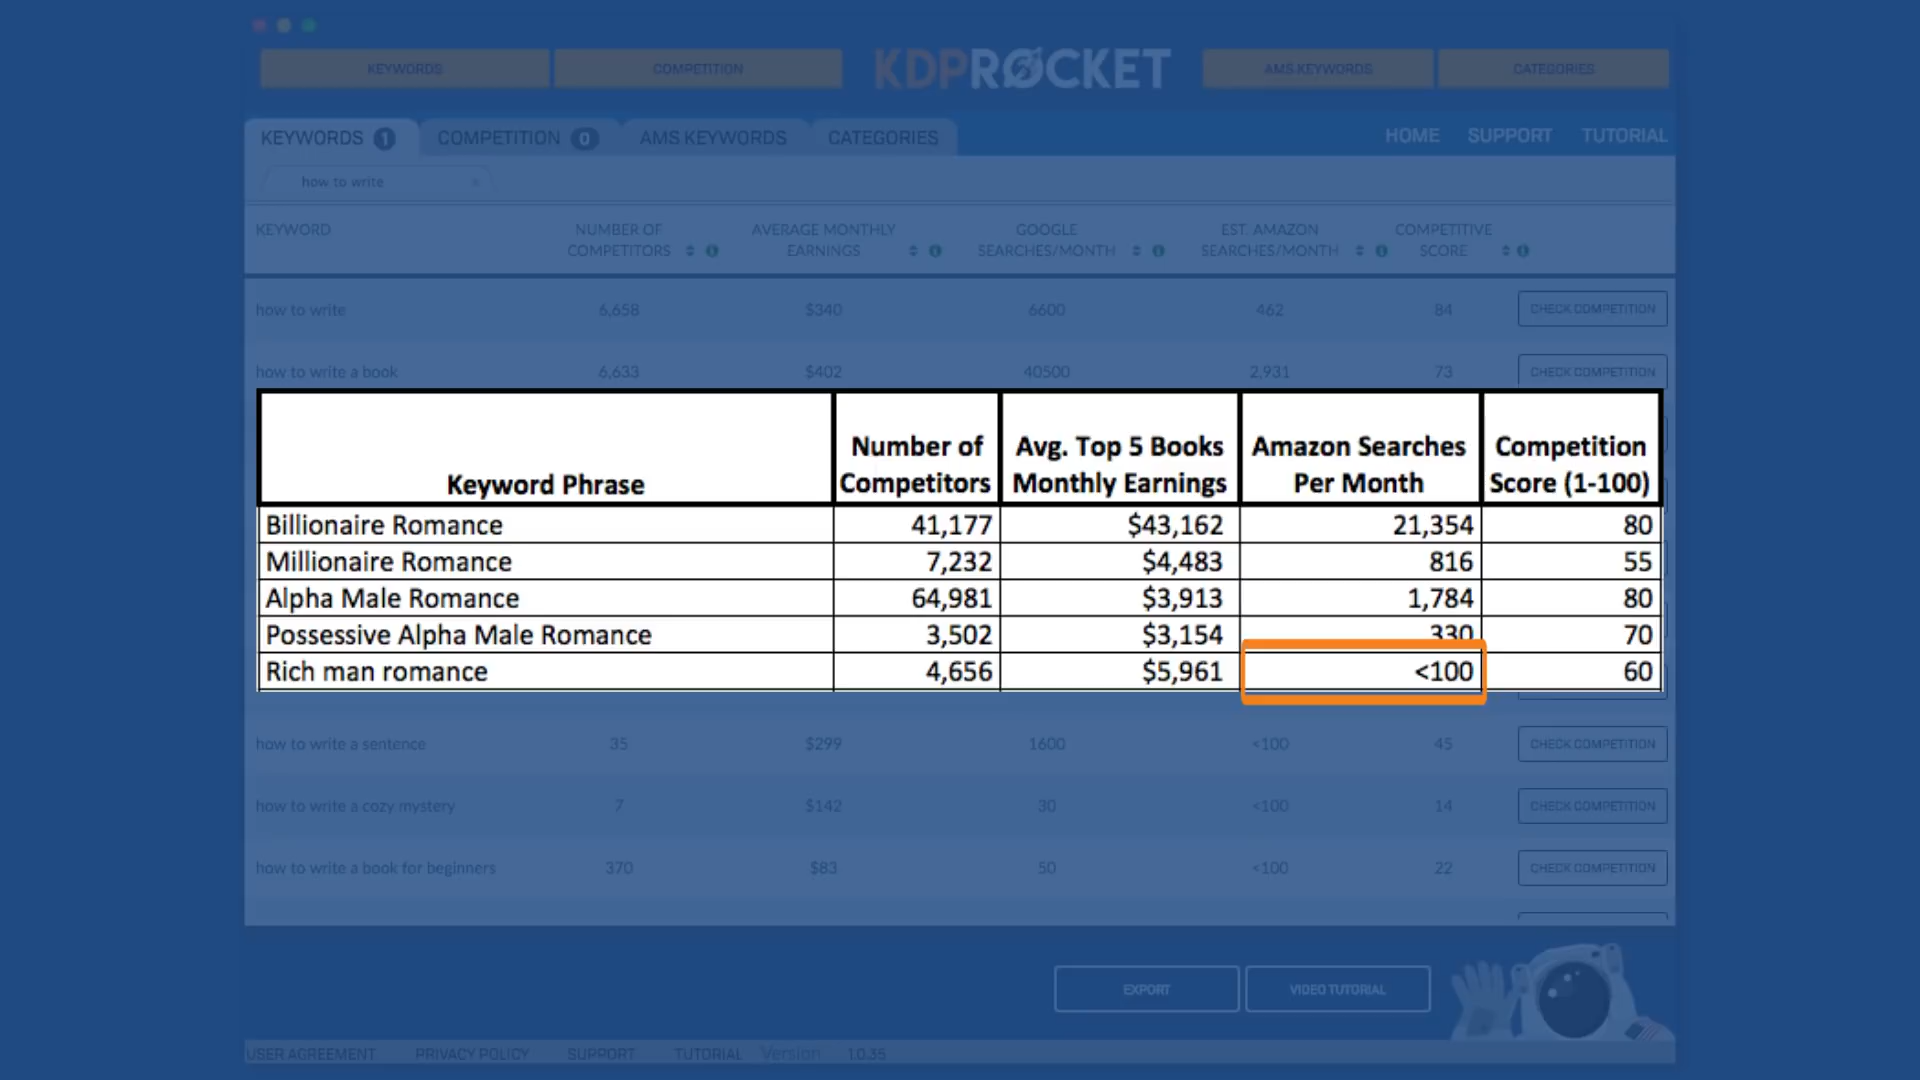 KEYWORDS COMPETITION KDPROCKET AMS KEYWORDS CATEGORIES
KEYWORDS 1 COMPETITION 0 AMS KEYWORDS CATEGORIES HOME SUPPORT TUTORIAL
how to write ×
KEYWORD NUMBER OF COMPETITORS AVERAGE MONTHLY EARNINGS GOOGLE SEARCHES/MONTH EST. AMAZON SEARCHES/MONTH COMPETITIVE SCORE
how to write 6,658 $340 6600 462 84 CHECK COMPETITION
how to write a book 6,633 $402 40500 2,931 73 CHECK COMPETITION
Keyword Phrase Number of Competitors Avg. Top 5 Books Monthly Earnings Amazon Searches Per Month Competition Score (1-100)
Billionaire Romance 41,177 $43,162 21,354 80
Millionaire Romance 7,232 $4,483 816 55
Alpha Male Romance 64,981 $3,913 1,784 80
Possessive Alpha Male Romance 3,502 $3,154 330 70
Rich man romance 4,656 $5,961 <100 60
how to write a sentence 35 $299 1600 <100 45 CHECK COMPETITION
how to write a cozy mystery 7 $142 30 <100 14 CHECK COMPETITION
how to write a book for beginners 370 $83 50 <100 22 CHECK COMPETITION
EXPORT VIDEO TUTORIAL
USER AGREEMENT PRIVACY POLICY SUPPORT TUTORIAL Version 1.0.35